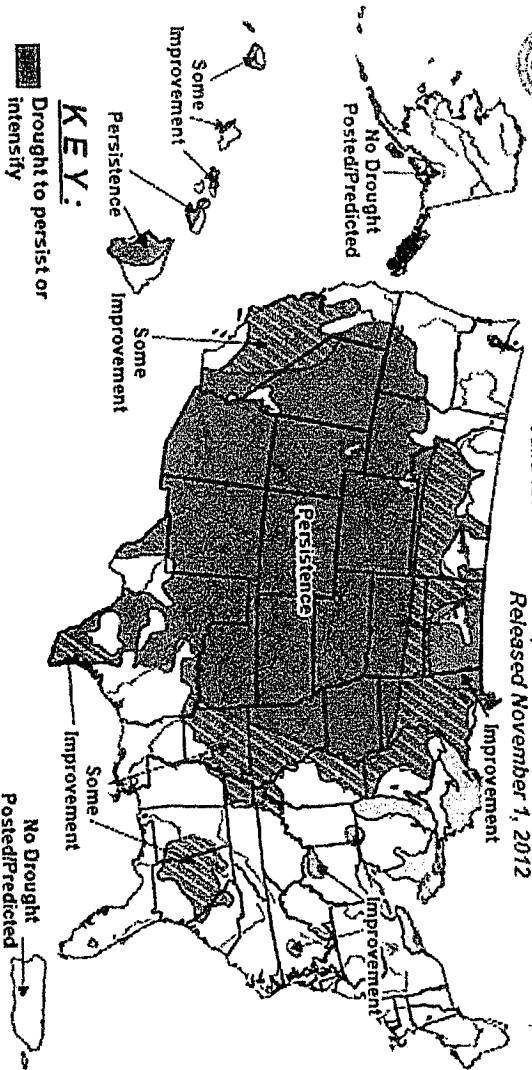 Released November 1, 2012
No Drought
Posted/Predicted
Improvement
Some
Improvement
Persistence
Some
Improvement
Persistence
Improvement
Some
Improvement
No Drought
Posted/Predicted
KEY:
Drought to persist or
intensify